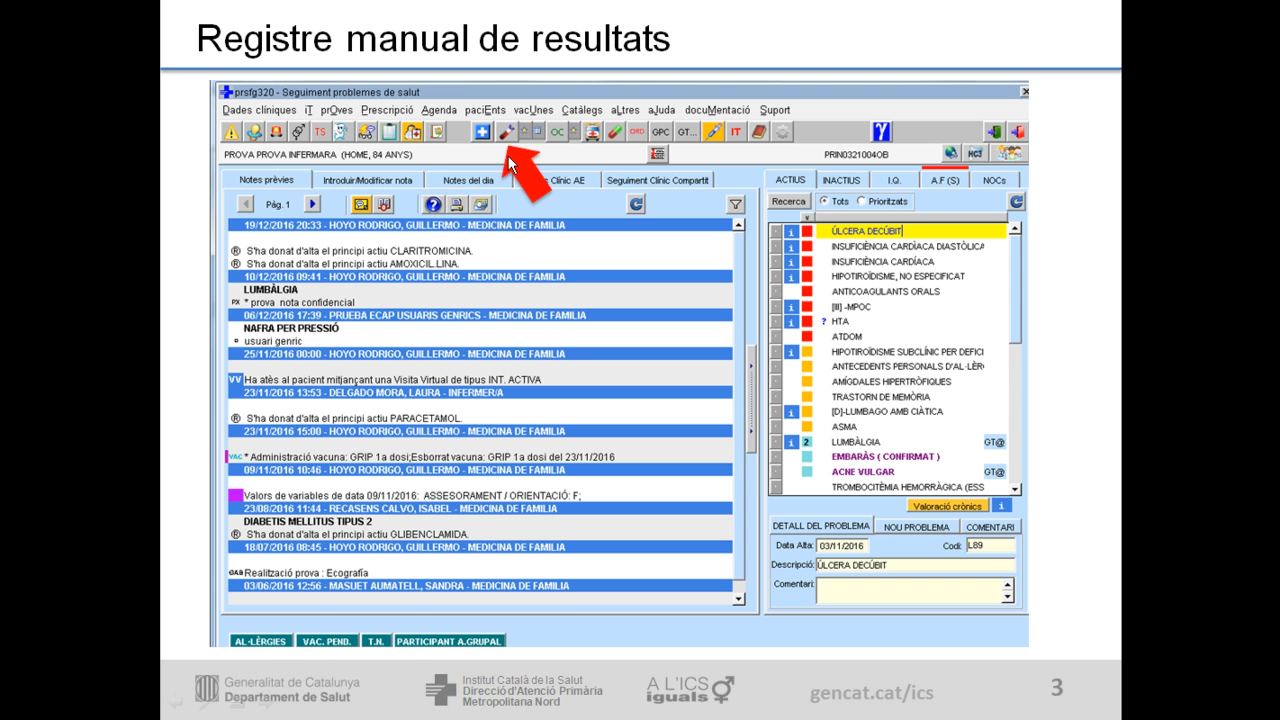 Registre manual de resultats
prsfg320 - Seguiment problemes de salut
Dades clíniques iT prOves Prescripció Agenda paciEnts vacUnes Catàlegs aLtres aJuda docuMentació Suport
TS OC ORD GPC GT... IT HC3
PROVA PROVA INFERMARA (HOME, 84 ANYS) PRIN0321004OB
Notes prèvies Introduir/Modificar nota Notes del dia Clínic AE Seguiment Clínic Compartit
Pág. 1
19/12/2016 20:33 - HOYO RODRIGO, GUILLERMO - MEDICINA DE FAMILIA
® S'ha donat d'alta el principi actiu CLARITROMICINA.
® S'ha donat d'alta el principi actiu AMOXICIL.LINA.
10/12/2016 09:41 - HOYO RODRIGO, GUILLERMO - MEDICINA DE FAMILIA
LUMBÀLGIA
PX * prova nota confidencial
06/12/2016 17:39 - PRUEBA ECAP USUARIS GENRICS - MEDICINA DE FAMILIA
NAFRA PER PRESSIÓ
usuari genric
25/11/2016 00:00 - HOYO RODRIGO, GUILLERMO - MEDICINA DE FAMILIA
VV Ha atès al pacient mitjançant una Visita Virtual de tipus INT. ACTIVA
23/11/2016 13:53 - DELGADO MORA, LAURA - INFERMER/A
® S'ha donat d'alta el principi actiu PARACETAMOL.
23/11/2016 15:00 - HOYO RODRIGO, GUILLERMO - MEDICINA DE FAMILIA
VAC * Administració vacuna: GRIP 1a dosi;Esborrat vacuna: GRIP 1a dosi del 23/11/2016
09/11/2016 10:46 - HOYO RODRIGO, GUILLERMO - MEDICINA DE FAMILIA
Valors de variables de data 09/11/2016: ASSESORAMENT / ORIENTACIÓ: F;
23/08/2016 11:44 - RECASENS CALVO, ISABEL - MEDICINA DE FAMILIA
DIABETIS MELLITUS TIPUS 2
® S'ha donat d'alta el principi actiu GLIBENCLAMIDA.
18/07/2016 08:45 - HOYO RODRIGO, GUILLERMO - MEDICINA DE FAMILIA
Realització prova : Ecografía
03/06/2016 12:56 - MASUET AUMATELL, SANDRA - MEDICINA DE FAMILIA
AL·LÈRGIES VAC. PEND. T.N. PARTICIPANT A.GRUPAL
ACTIUS INACTIUS I.Q. A.F (S) NOCs
Recerca Tots Prioritzats
v
i ÚLCERA DECÚBIT
i INSUFICIÈNCIA CARDÍACA DIASTÒLICA
i INSUFICIÈNCIA CARDÍACA
i HIPOTIROÏDISME, NO ESPECIFICAT
ANTICOAGULANTS ORALS
i [III] -MPOC
i ? HTA
ATDOM
i HIPOTIROÏDISME SUBCLÍNIC PER DEFICI
ANTECEDENTS PERSONALS D'AL·LÈR
AMÍGDALES HIPERTRÒFIQUES
TRASTORN DE MEMÒRIA
i [D]-LUMBAGO AMB CIÀTICA
ASMA
i 2 LUMBÀLGIA GT@
EMBARÀS ( CONFIRMAT )
ACNE VULGAR GT@
TROMBOCITÈMIA HEMORRÀGICA (ESS
Valoració crònics i
DETALL DEL PROBLEMA NOU PROBLEMA COMENTARI
Data Alta: 03/11/2016 Codi: L89
Descripció: ÚLCERA DECÚBIT
Comentari:
Generalitat de Catalunya
Departament de Salut
Institut Català de la Salut
Direcció d'Atenció Primària
Metropolitana Nord
A L'ICS
iguals
gencat.cat/ics
3